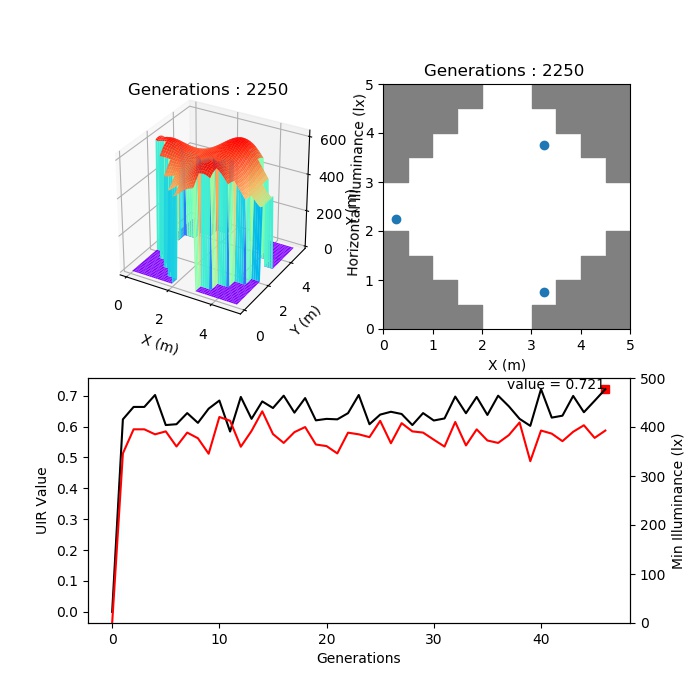 Generations : 2250
600
400
200
0
0
2
4
X (m)
0
2
4
Y (m)
Horizontal Illuminance (lx)
Generations : 2250
5
4
3
2
1
0
Y (m)
0 1 2 3 4 5
X (m)
value = 0.721
0.7
0.6
0.5
0.4
0.3
0.2
0.1
0.0
UIR Value
500
400
300
200
100
0
Min Illuminance (lx)
0 10 20 30 40
Generations